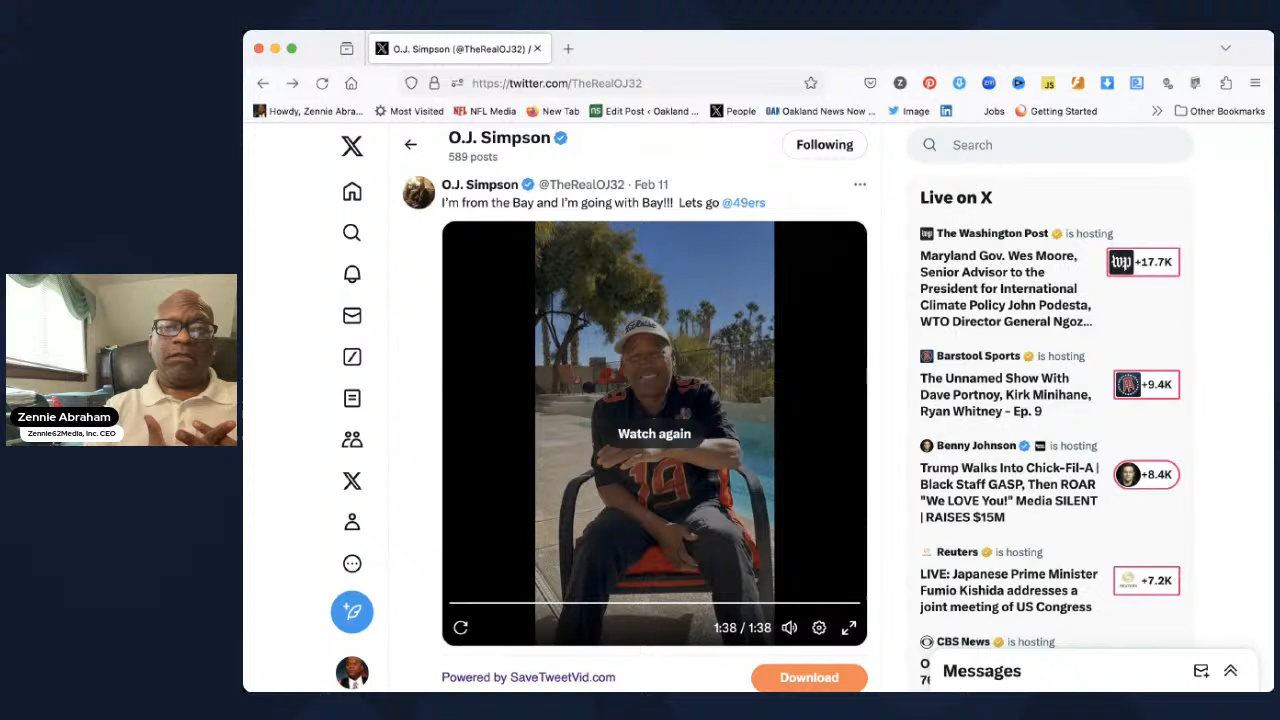 O.J. Simpson (@TheRealOJ32) /
https://twitter.com/TheRealOJ32
Howdy, Zennie Abra...
Most Visited
NFL Media
New Tab
Edit Post ‹ Oakland ...
People
Oakland News Now ...
Image
Jobs
Getting Started
Other Bookmarks
O.J. Simpson
589 posts
Following
O.J. Simpson @TheRealOJ32 · Feb 11
I'm from the Bay and I'm going with Bay!!! Lets go @49ers
Watch again
19
1:38 / 1:38
Powered by SaveTweetVid.com
Download
Search
Live on X
The Washington Post is hosting
Maryland Gov. Wes Moore,
Senior Advisor to the
President for International
Climate Policy John Podesta,
WTO Director General Ngoz...
wp +17.7K
Barstool Sports is hosting
The Unnamed Show With
Dave Portnoy, Kirk Minihane,
Ryan Whitney - Ep. 9
+9.4K
Benny Johnson is hosting
Trump Walks Into Chick-Fil-A |
Black Staff GASP, Then ROAR
"We LOVE You!" Media SILENT
| RAISES $15M
+8.4K
Reuters is hosting
LIVE: Japanese Prime Minister
Fumio Kishida addresses a
joint meeting of US Congress
+7.2K
CBS News is hosting
Messages
Zennie Abraham
Zennie62Media, Inc. CEO